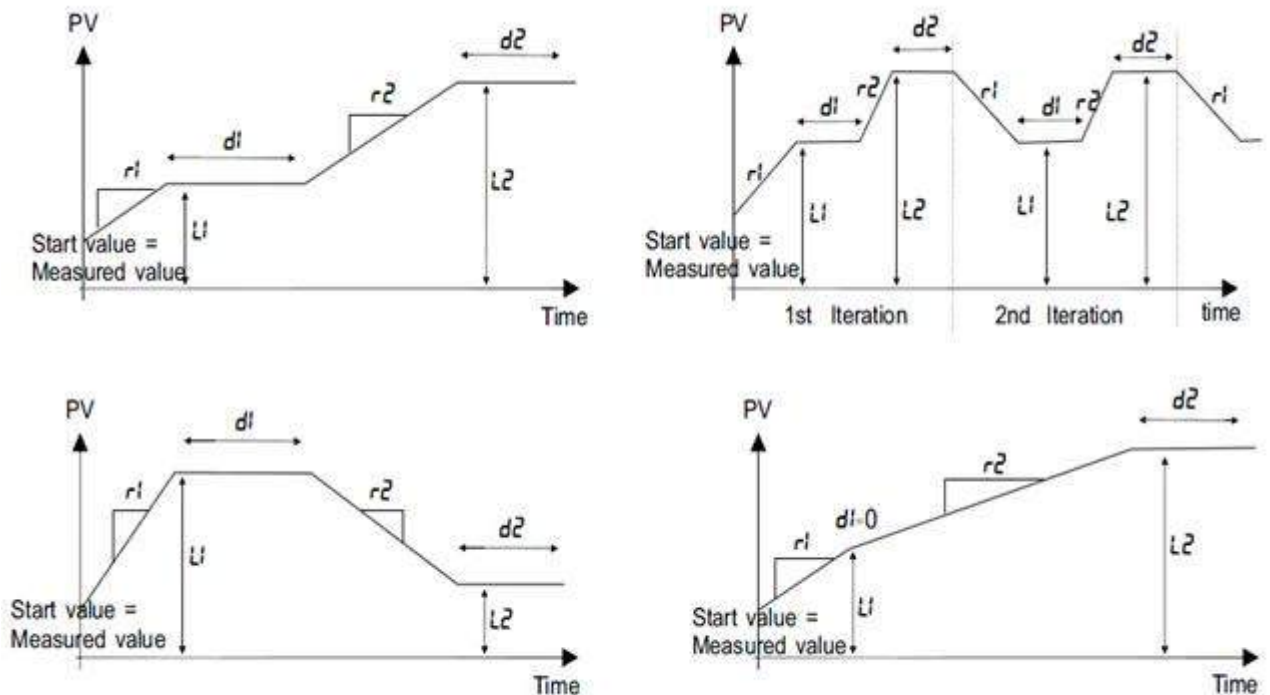 PV
d2
r2
d1
r1
L1
L2
Start value =
Measured value
Time
PV
d2
d2
r2
r1
d1
d1
r2
r1
r1
L1
L2
L1
L2
Start value =
Measured value
1st Iteration
2nd Iteration
time
PV
d1
r1
r2
d2
L1
L2
Start value =
Measured value
Time
PV
d2
r2
d1=0
r1
L1
L2
Start value =
Measured value
Time